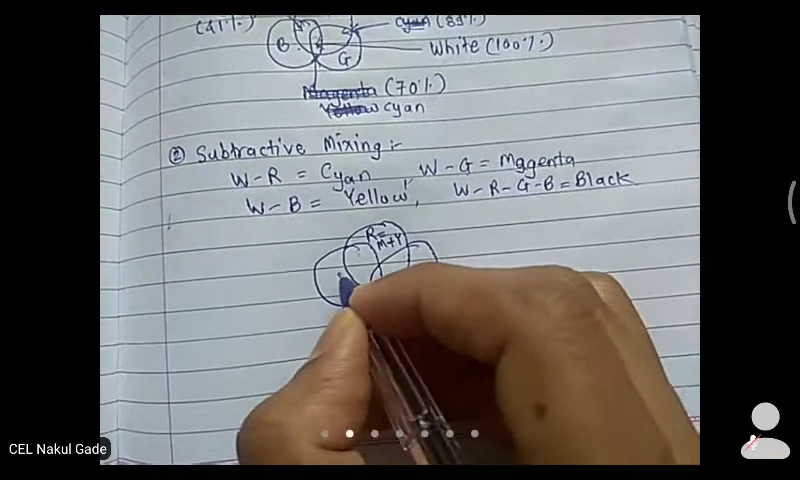 (41%)
Cyan (89%)
B
G
White (100%)
Magenta (70%)
Yellow Cyan
② Subtractive Mixing :-
W-R = Cyan, W-G = Magenta
W-B = Yellow, W-R-G-B = Black
R =
M+Y
CEL Nakul Gade